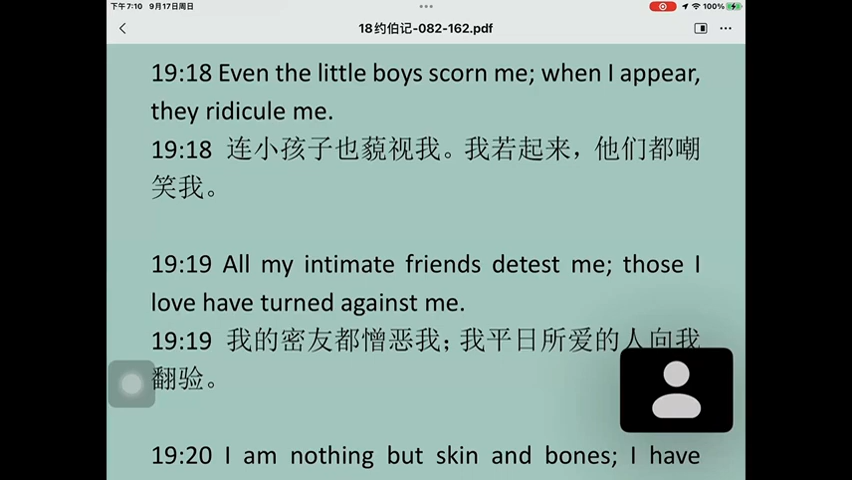 下午7:10 9月17日周日
100%
18约伯记-082-162.pdf
19:18 Even the little boys scorn me; when I appear,
they ridicule me.
19:18 连小孩子也藐视我。我若起来，他们都嘲
笑我。
19:19 All my intimate friends detest me; those I
love have turned against me.
19:19 我的密友都憎恶我；我平日所爱的人向我
翻验。
19:20 I am nothing but skin and bones; I have